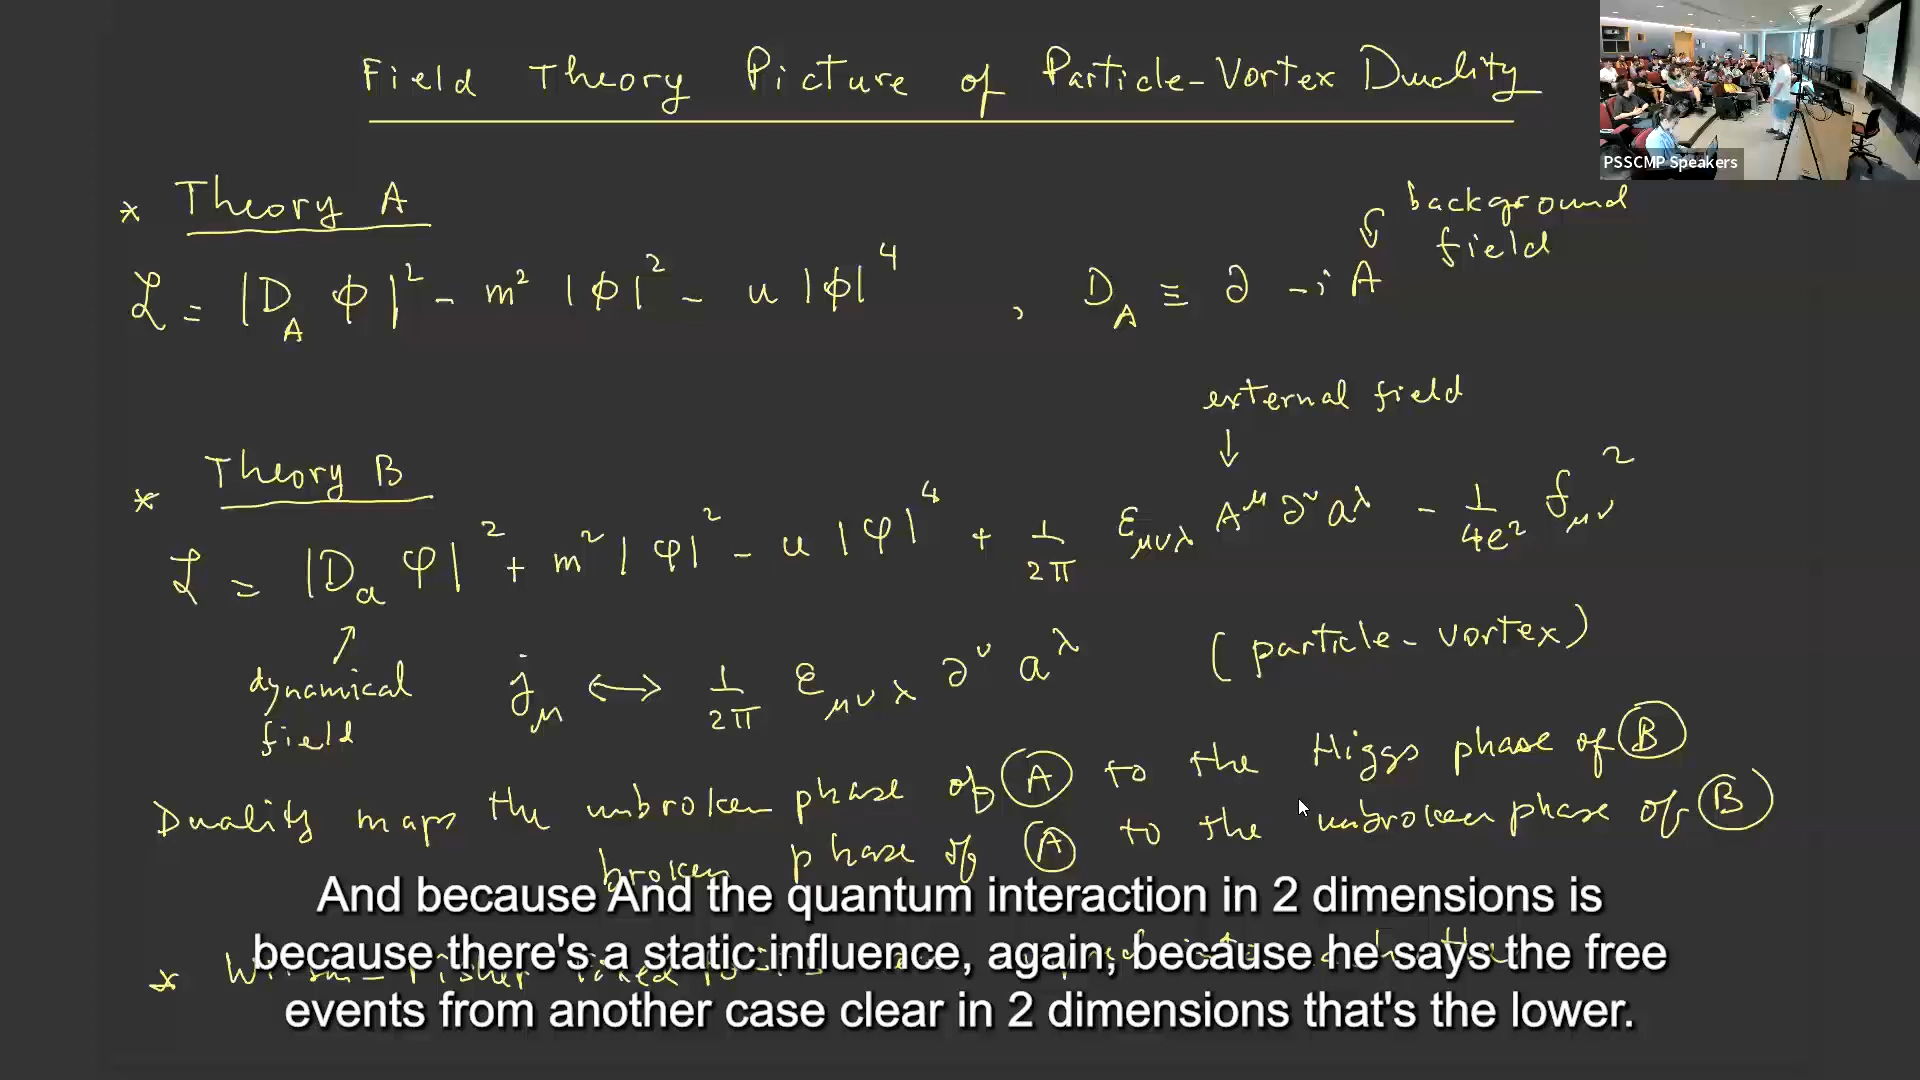 Field Theory Picture of Particle-Vortex Duality
PSSCMP Speakers
* Theory A
background
field
ℒ = |D_A ϕ|² - m² |ϕ|² - u |ϕ|⁴ , D_A ≡ ∂ - i A
external field
* Theory B
ℒ = |D_a φ|² + m² |φ|² - u |φ|⁴ + 1/2π ε_μνλ A^μ ∂^ν a^λ - 1/4e² f_μν²
dynamical
field
j_μ ⟷ 1/2π ε_μνλ ∂^ν a^λ (particle-vortex)
Duality maps the unbroken phase of Ⓐ to the Higgs phase of Ⓑ
broken phase of Ⓐ to the unbroken phase of Ⓑ
And because And the quantum interaction in 2 dimensions is
because there's a static influence, again, because he says the free
events from another case clear in 2 dimensions that's the lower.
* Wilson-Fisher fixed